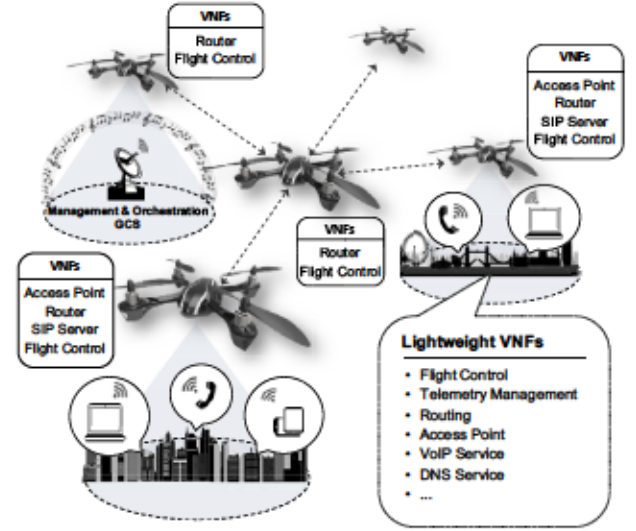 VNFs
Router
Flight Control
VNFs
Access Point
Router
SIP Server
Flight Control
Management & Orchestration
GCS
VNFs
Router
Flight Control
VNFs
Access Point
Router
SIP Server
Flight Control
Lightweight VNFs
• Flight Control
• Telemetry Management
• Routing
• Access Point
• VoIP Service
• DNS Service
• ...